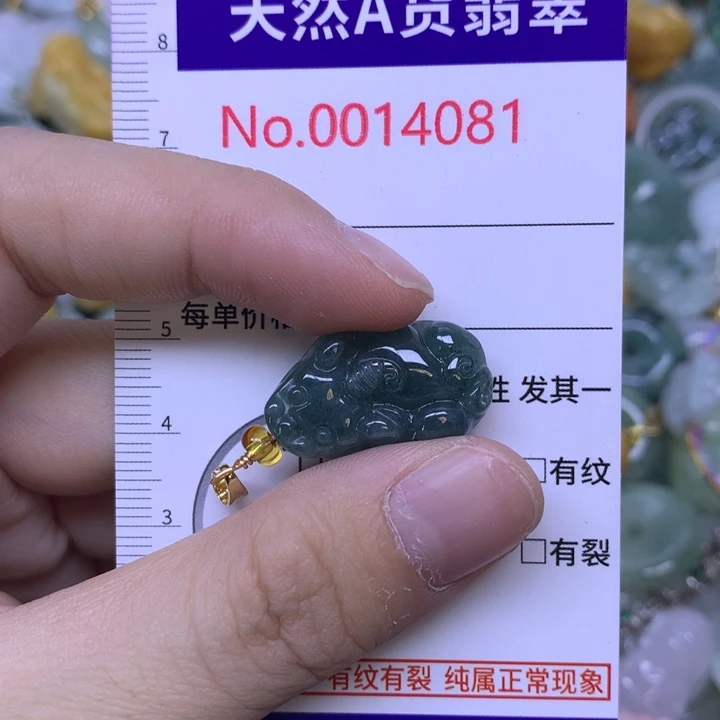 天然A货翡翠
No.0014081
8
7
每单价格
5
性 发其一
4
□有纹
3
□有裂
有纹有裂 纯属正常现象